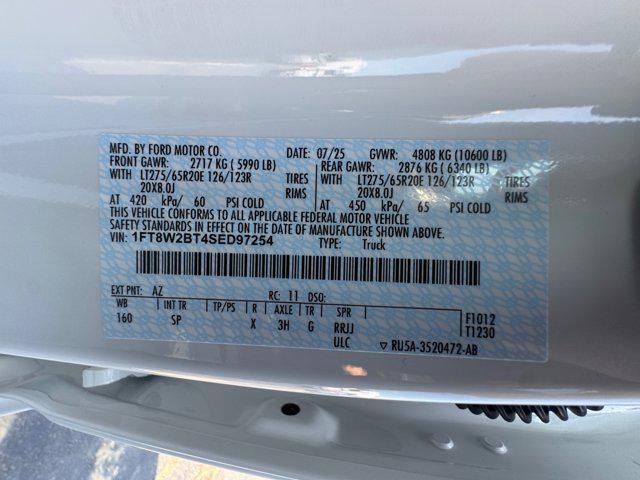 MFD. BY FORD MOTOR CO. DATE: 07/25 GVWR: 4808 KG (10600 LB)
FRONT GAWR: 2717 KG (5990 LB) REAR GAWR: 2876 KG (6340 LB)
WITH LT275/65R20E 126/123R TIRES WITH LT275/65R20E 126/123R TIRES
20X8.0J RIMS 20X8.0J RIMS
AT 420 kPa/ 60 PSI COLD AT 450 kPa/ 65 PSI COLD
THIS VEHICLE CONFORMS TO ALL APPLICABLE FEDERAL MOTOR VEHICLE
SAFETY STANDARDS IN EFFECT ON THE DATE OF MANUFACTURE SHOWN ABOVE.
VIN: 1FT8W2BT4SED97254 TYPE: Truck
EXT PNT: AZ RC: 11 DSO:
WB INT TR TP/PS R AXLE TR SPR F1012
160 SP X 3H G RRJJ T1230
ULC RU5A-3520472-AB